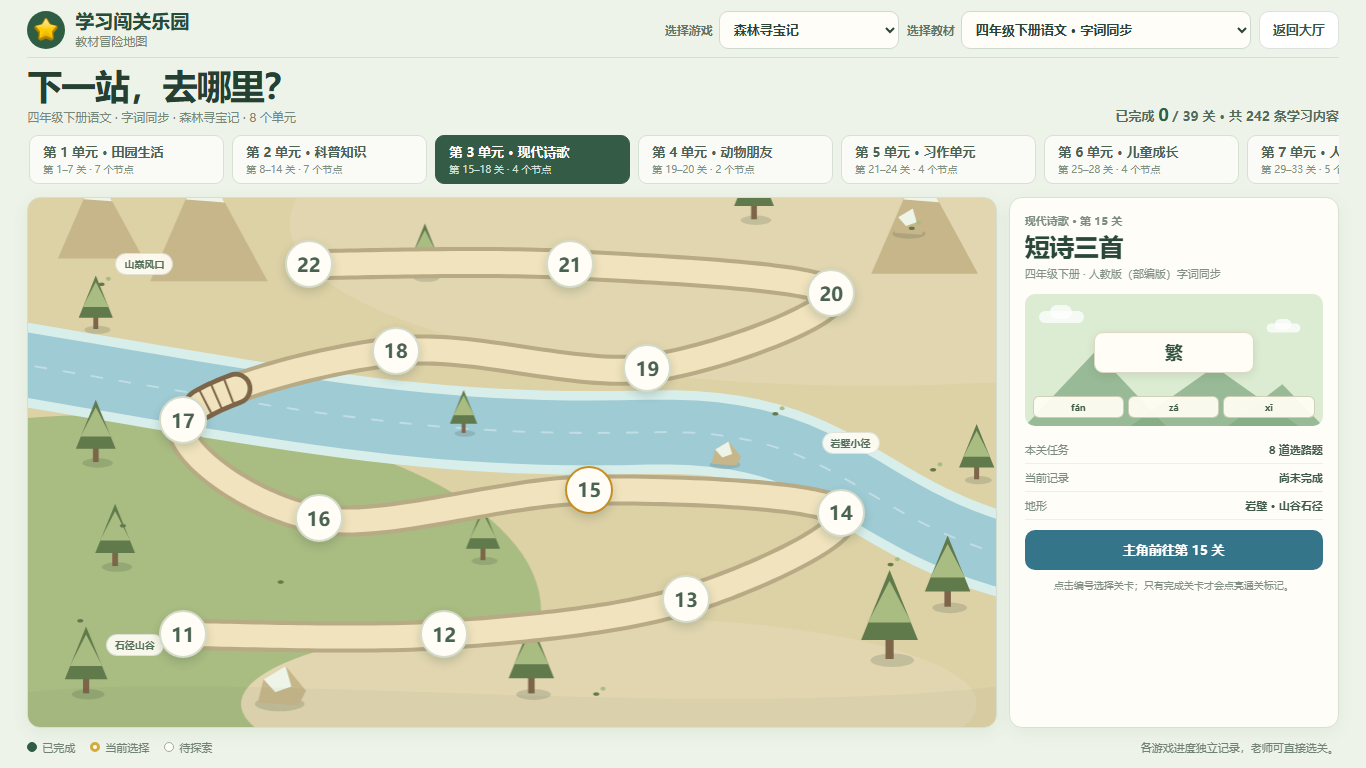 学习闯关乐园
教材冒险地图
选择游戏 森林寻宝记 选择教材 四年级下册语文 • 字词同步 返回大厅
下一站，去哪里？
四年级下册语文 · 字词同步 · 森林寻宝记 · 8 个单元
已完成 0 / 39 关 • 共 242 条学习内容
第 1 单元 • 田园生活
第 1–7 关 · 7 个节点
第 2 单元 • 科普知识
第 8–14 关 · 7 个节点
第 3 单元 • 现代诗歌
第 15–18 关 · 4 个节点
第 4 单元 • 动物朋友
第 19–20 关 · 2 个节点
第 5 单元 • 习作单元
第 21–24 关 · 4 个节点
第 6 单元 • 儿童成长
第 25–28 关 · 4 个节点
第 7 单元 • 人
第 29–33 关 · 5 个
山巅风口
22
21
20
18
19
17
岩壁小径
15
14
16
13
石径山谷
11
12
现代诗歌 • 第 15 关
短诗三首
四年级下册 · 人教版（部编版）字词同步
繁
fán
zá
xī
本关任务 8 道选路题
当前记录 尚未完成
地形 岩壁 • 山谷石径
主角前往第 15 关
点击编号选择关卡；只有完成关卡才会点亮通关标记。
已完成 当前选择 待探索
各游戏进度独立记录，老师可直接选关。